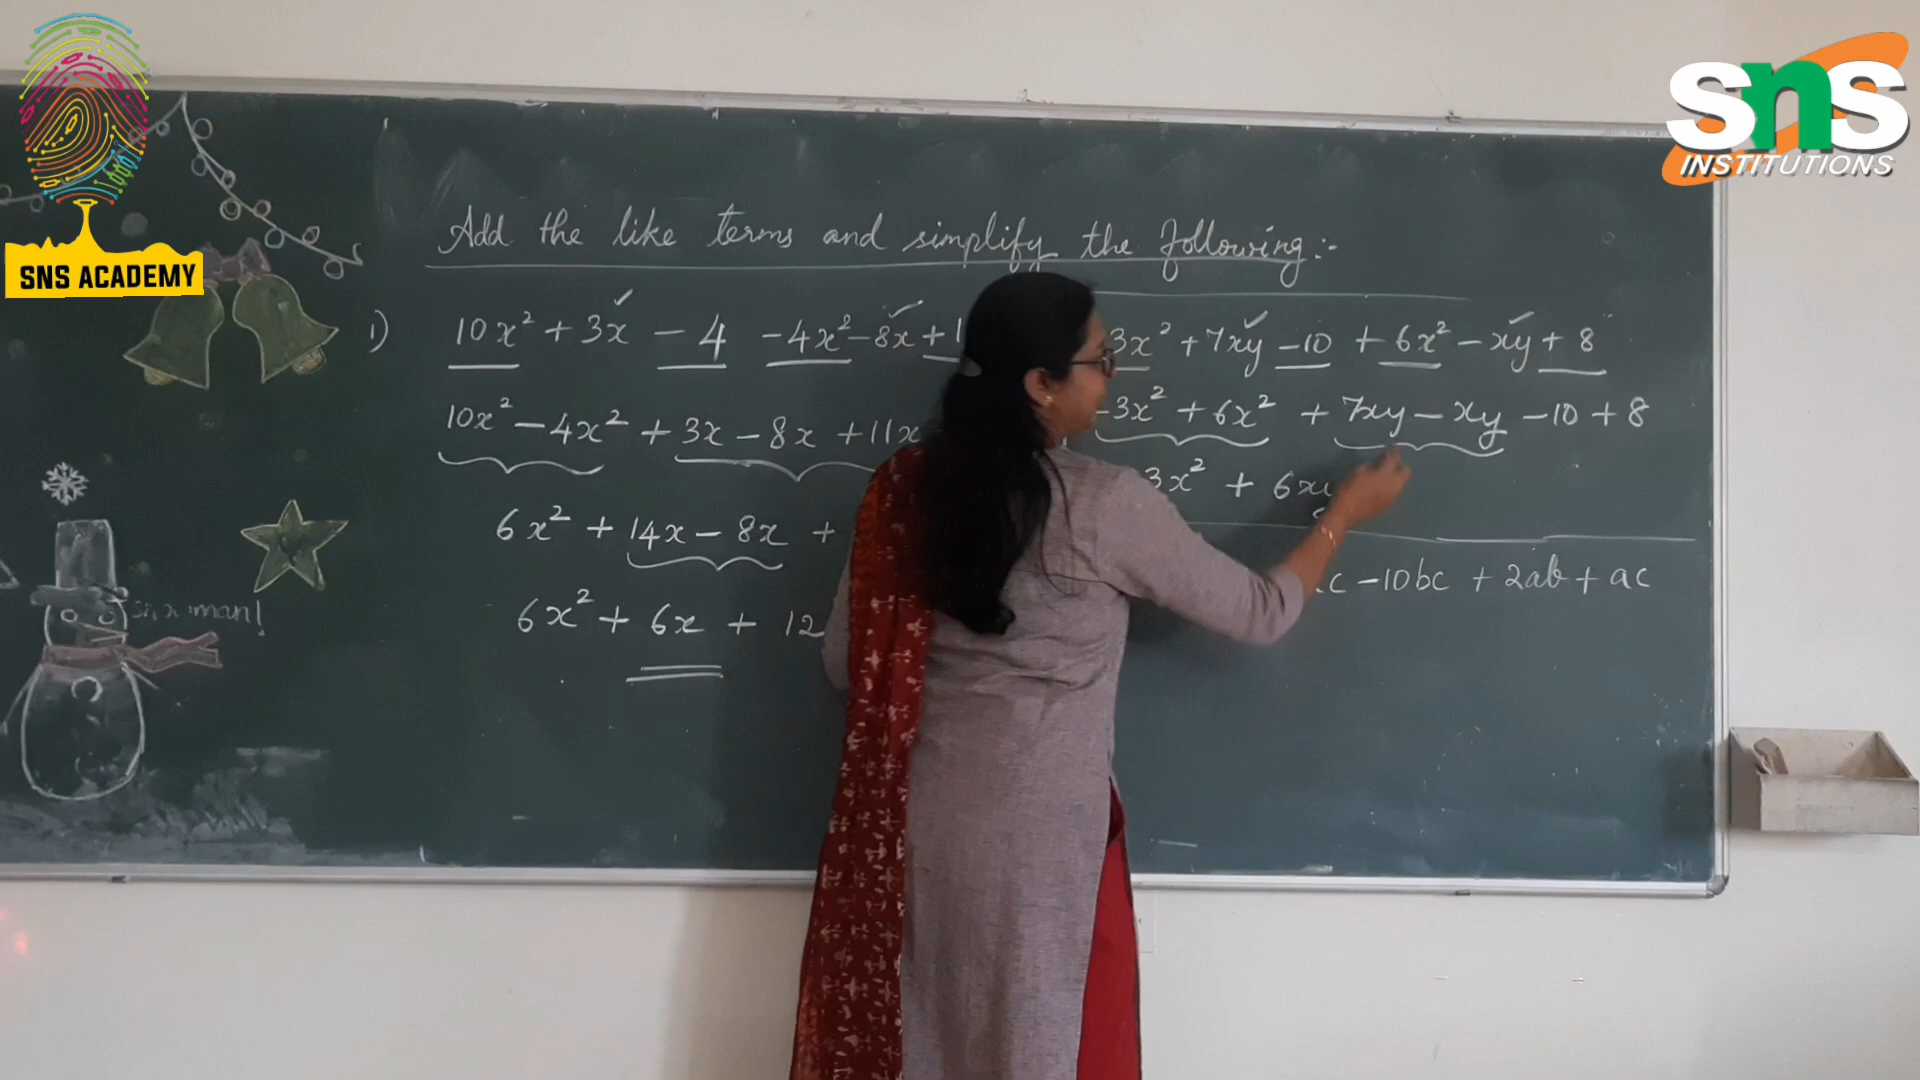 SNS ACADEMY
sns
INSTITUTIONS
Add the like terms and simplify the following:-
1) 10x² + 3x - 4 - 4x² - 8x + 1
3x² + 7xy - 10 + 6x² - xy + 8
10x² - 4x² + 3x - 8x + 11x
-3x² + 6x² + 7xy - xy - 10 + 8
3x² + 6xy
6x² + 14x - 8x +
c - 10bc + 2ab + ac
6x² + 6x + 12
man!